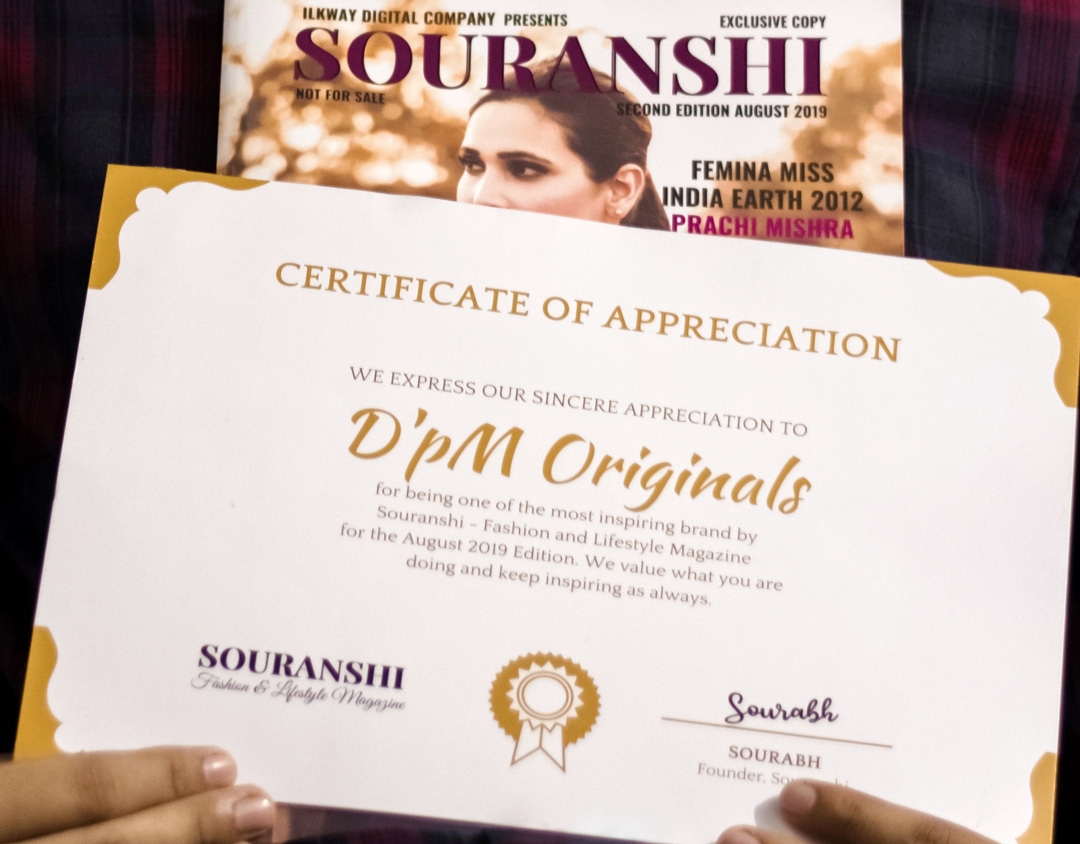 ILKWAY DIGITAL COMPANY PRESENTS
EXCLUSIVE COPY
SOURANSHI
NOT FOR SALE
SECOND EDITION AUGUST 2019
FEMINA MISS
INDIA EARTH 2012
PRACHI MISHRA
CERTIFICATE OF APPRECIATION
WE EXPRESS OUR SINCERE APPRECIATION TO
D'pM Originals
for being one of the most inspiring brand by
Souranshi - Fashion and Lifestyle Magazine
for the August 2019 Edition. We value what you are
doing and keep inspiring as always.
SOURANSHI
Fashion & Lifestyle Magazine
Sourabh
SOURABH
Founder,